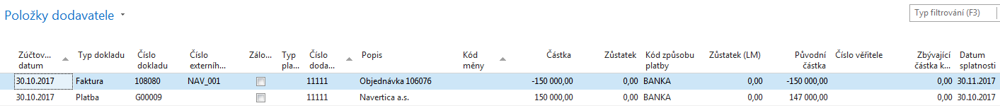 Položky dodavatele
Typ filtrování (F3)
Zúčtov... datum Typ dokladu Číslo dokladu Číslo externíh... Zálo... Typ pla... Číslo doda... Popis Kód měny Částka Zůstatek Kód způsobu platby Zůstatek (LM) Původní částka Číslo věřitele Zbývající částka k... Datum splatnosti
30.10.2017 Faktura 108080 NAV_001 11111 Objednávka 106076 -150 000,00 0,00 BANKA 0,00 -150 000,00 0,00 30.11.2017
30.10.2017 Platba G00009 11111 Navertica a.s. 150 000,00 0,00 BANKA 0,00 147 000,00 0,00 30.10.2017